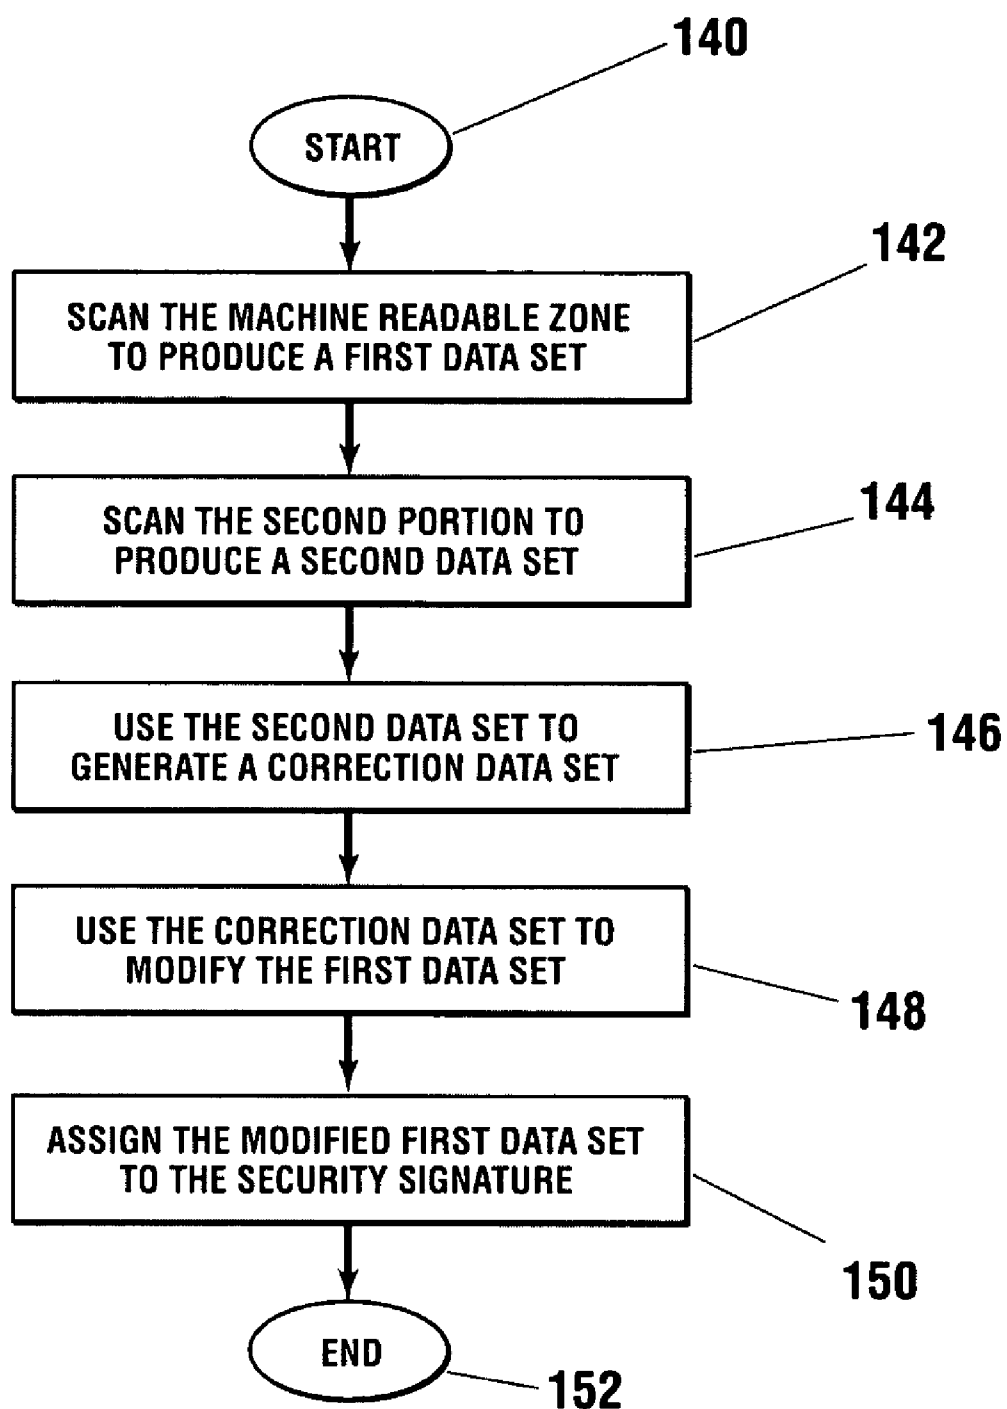 140
START
142
SCAN THE MACHINE READABLE ZONE
TO PRODUCE A FIRST DATA SET
144
SCAN THE SECOND PORTION TO
PRODUCE A SECOND DATA SET
146
USE THE SECOND DATA SET TO
GENERATE A CORRECTION DATA SET
USE THE CORRECTION DATA SET TO
MODIFY THE FIRST DATA SET
148
ASSIGN THE MODIFIED FIRST DATA SET
TO THE SECURITY SIGNATURE
150
END
152